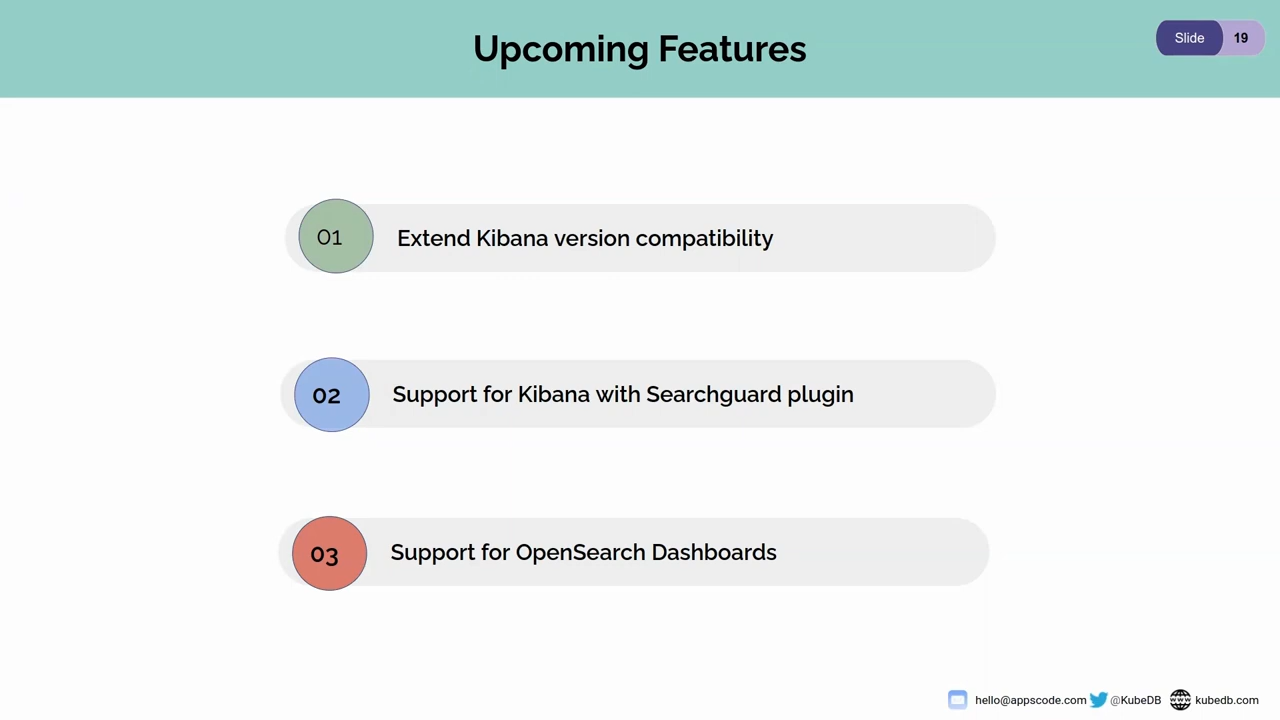 Upcoming Features
Slide 19
01 Extend Kibana version compatibility
02 Support for Kibana with Searchguard plugin
03 Support for OpenSearch Dashboards
hello@appscode.com @KubeDB www kubedb.com